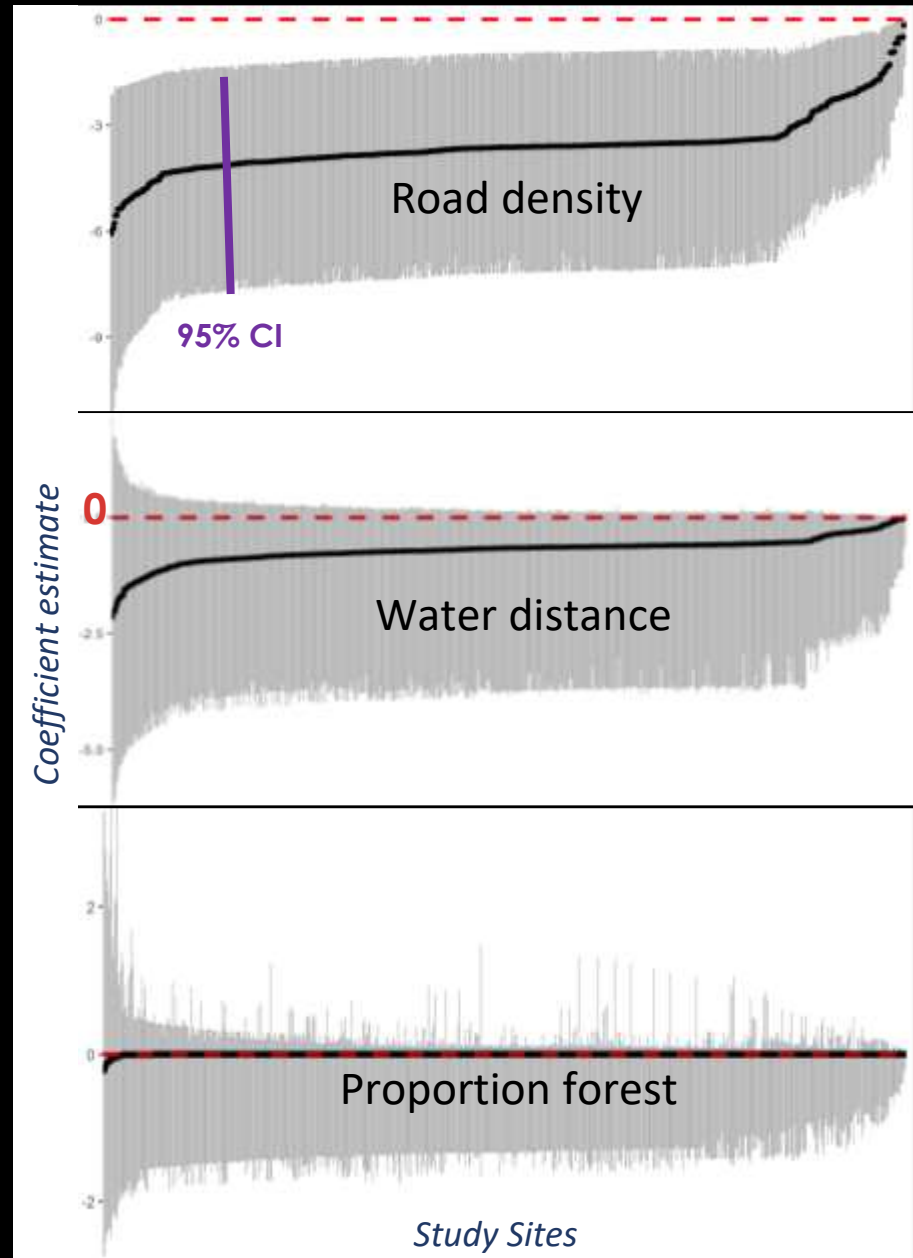 0
-3
Road density
-6
95% CI
-9
Coefficient estimate
0
Water distance
-2.5
-5.0
2
0
Proportion forest
-2
Study Sites